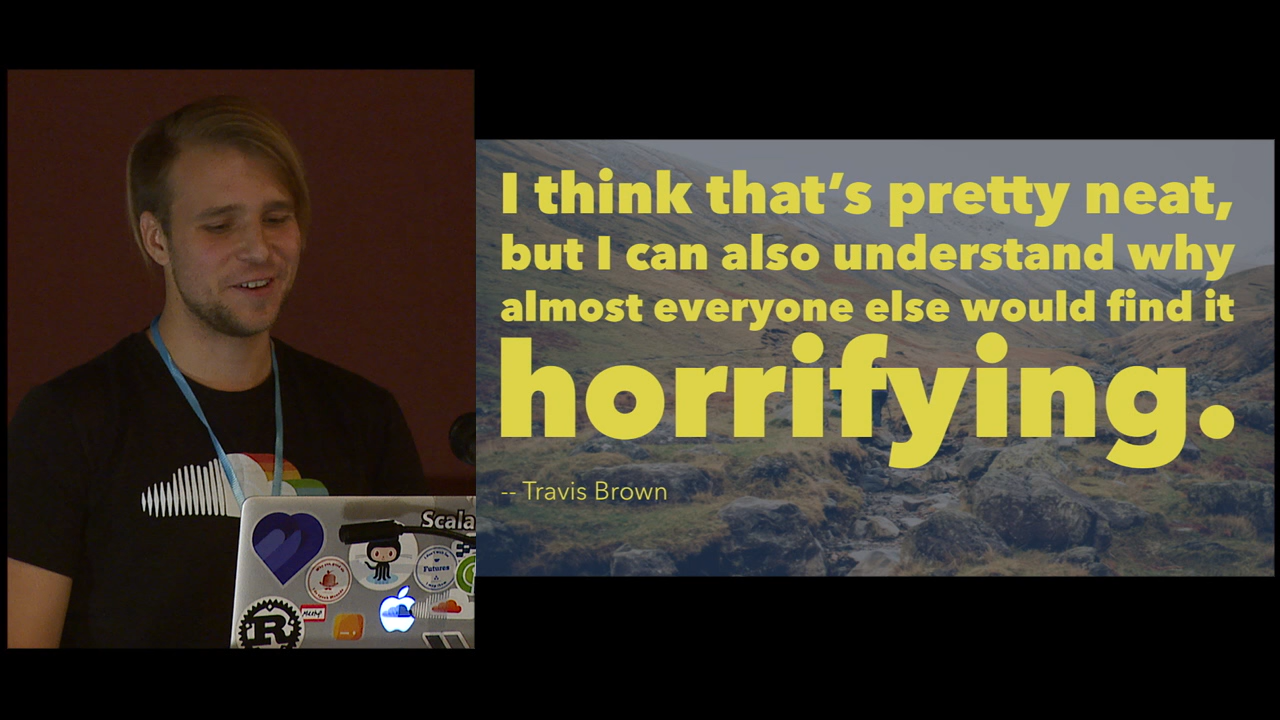 I think that’s pretty neat,
but I can also understand why
almost everyone else would find it
horrifying.
-- Travis Brown
Scala
Futures
R